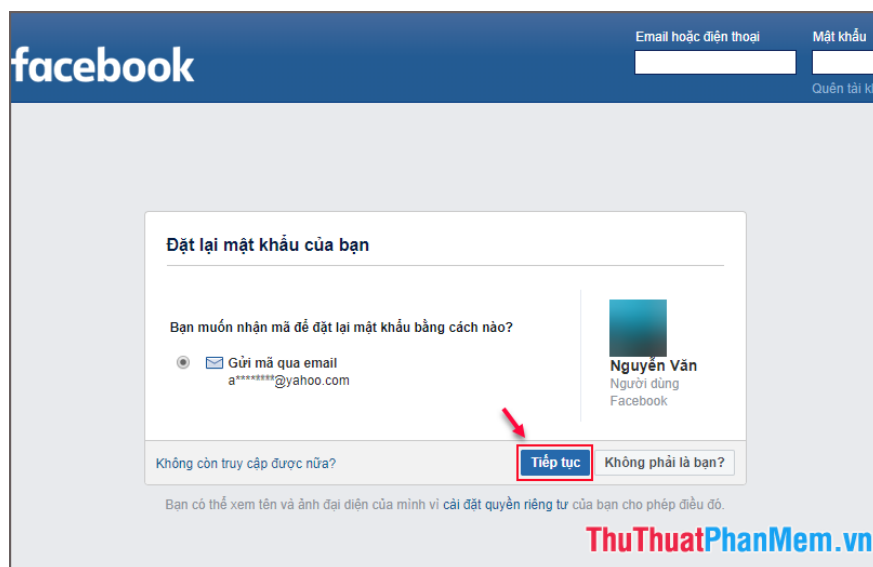 facebook
Email hoặc điện thoại
Mật khẩu
Quên tài
Đặt lại mật khẩu của bạn
Bạn muốn nhận mã để đặt lại mật khẩu bằng cách nào?
Gửi mã qua email
a********@yahoo.com
Nguyễn Văn
Người dùng
Facebook
Không còn truy cập được nữa?
Tiếp tục
Không phải là bạn?
Bạn có thể xem tên và ảnh đại diện của mình vì cài đặt quyền riêng tư của bạn cho phép điều đó.
ThuThuatPhanMem.vn